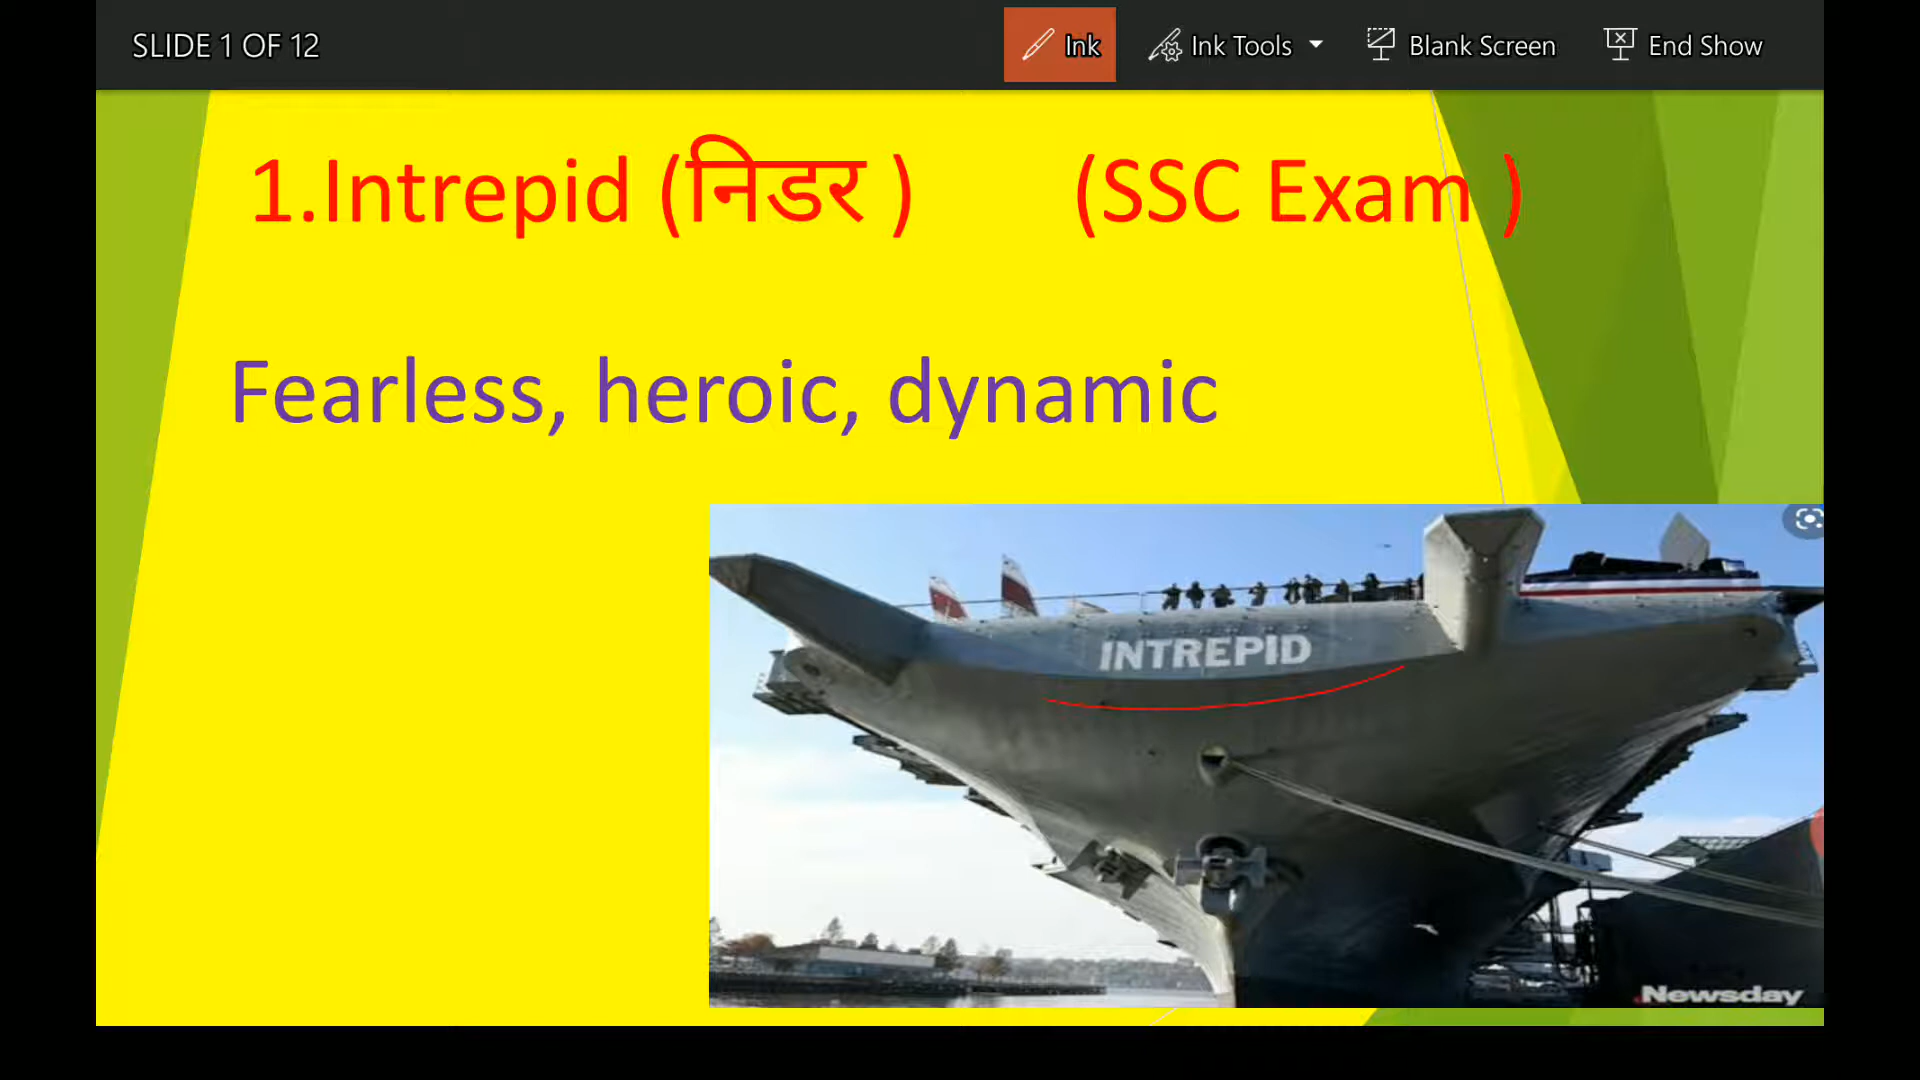 SLIDE 1 OF 12
Ink
Ink Tools
Blank Screen
End Show
1.Intrepid (निडर ) (SSC Exam )
Fearless, heroic, dynamic
INTREPID
Newsday